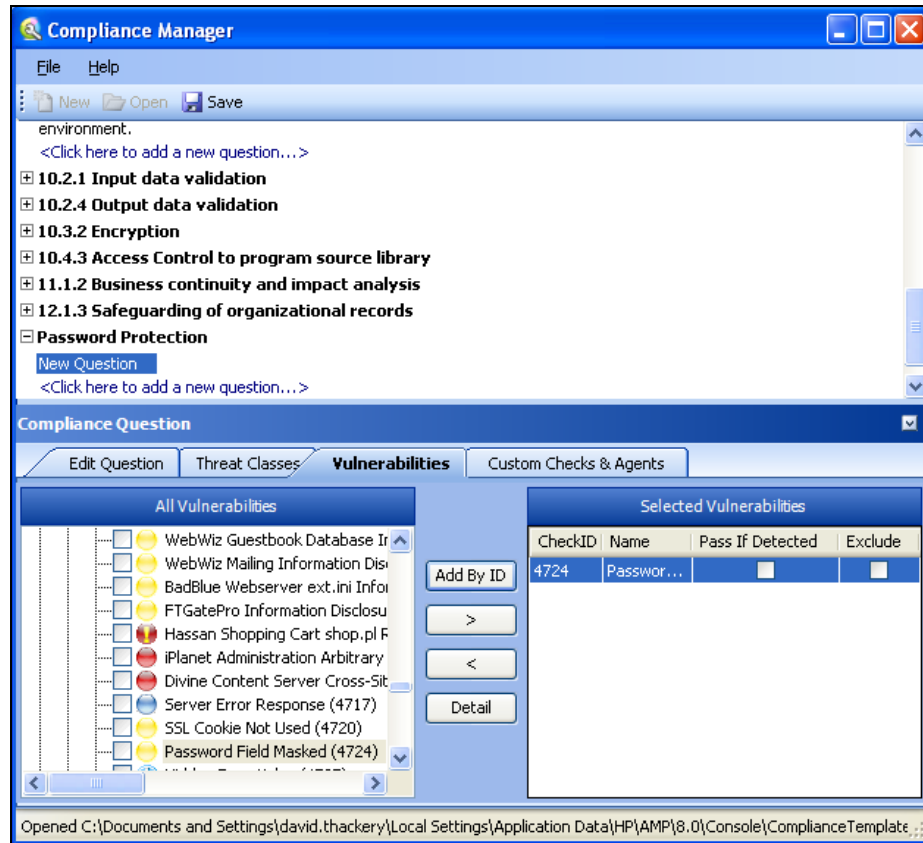 Compliance Manager
File Help
New Open Save
environment.
<Click here to add a new question...>
10.2.1 Input data validation
10.2.4 Output data validation
10.3.2 Encryption
10.4.3 Access Control to program source library
11.1.2 Business continuity and impact analysis
12.1.3 Safeguarding of organizational records
Password Protection
New Question
<Click here to add a new question...>
Compliance Question
Edit Question Threat Classes Vulnerabilities Custom Checks & Agents
All Vulnerabilities
WebWiz Guestbook Database Ir
WebWiz Mailing Information Dis
BadBlue Webserver ext.ini Infor
FTGatePro Information Disclosu
Hassan Shopping Cart shop.pl R
iPlanet Administration Arbitrary
Divine Content Server Cross-Sit
Server Error Response (4717)
SSL Cookie Not Used (4720)
Password Field Masked (4724)
Add By ID
>
<
Detail
Selected Vulnerabilities
CheckID Name Pass If Detected Exclude
4724 Passwor...
Opened C:\Documents and Settings\david.thackery\Local Settings\Application Data\HP\AMP\8.0\Console\ComplianceTemplate